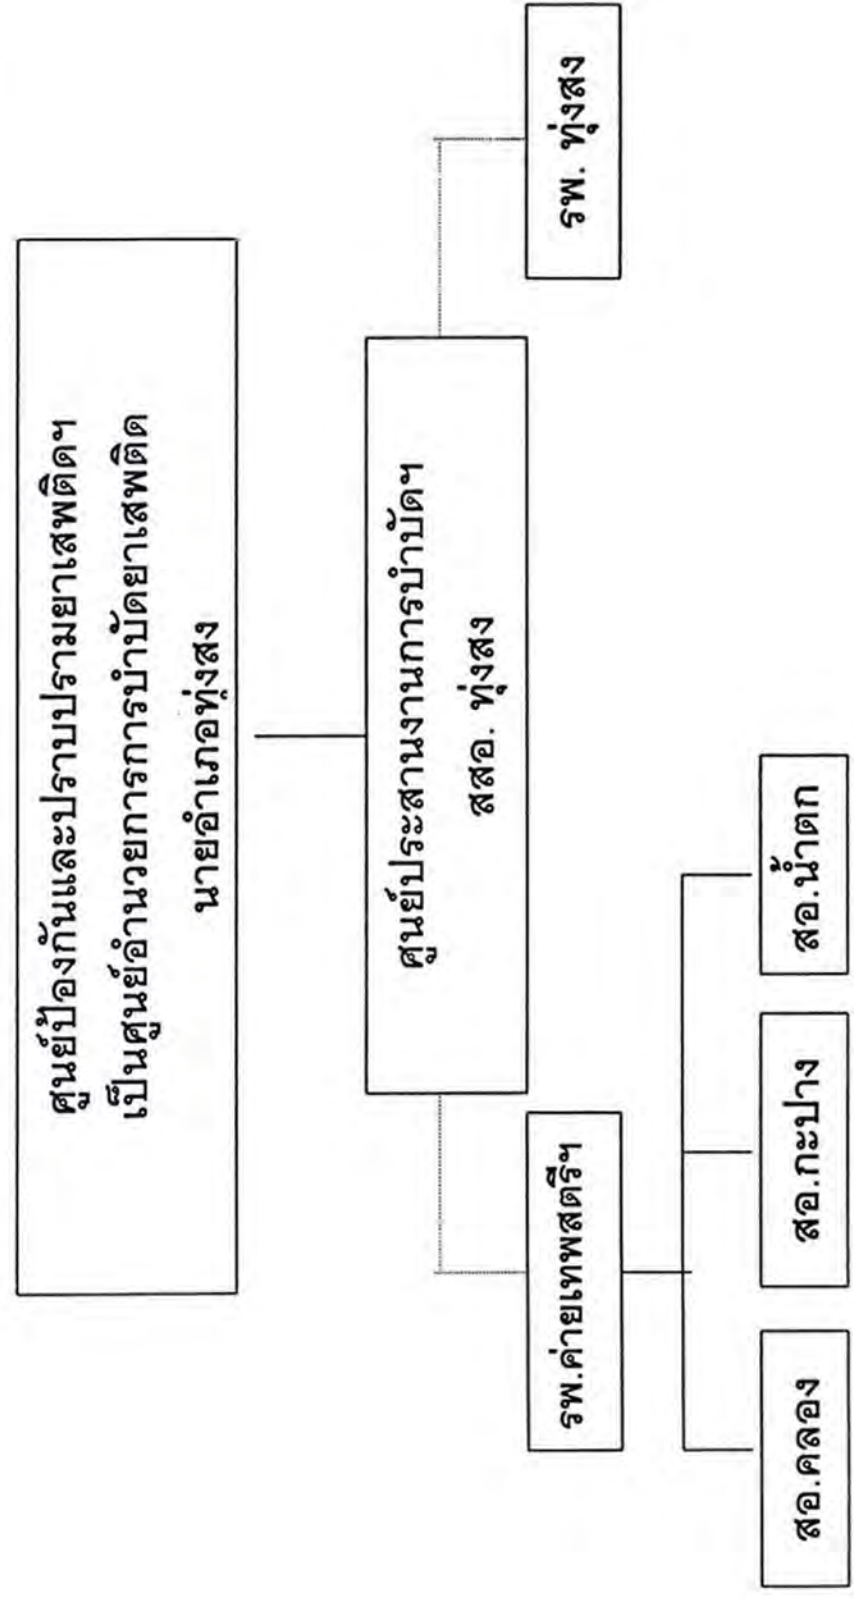 ศูนย์ป้องกันและปราบปรามยาเสพติดฯ
เป็นศูนย์อำนวยการการบำบัดยาเสพติด
นายอำเภอทุ่งสง
ศูนย์ประสานงานการบำบัดฯ
สสอ. ทุ่งสง
รพ.ค่ายเทพสตรีฯ
รพ. ทุ่งสง
สอ.คลอง
สอ.กะปาง
สอ.น้ำตก